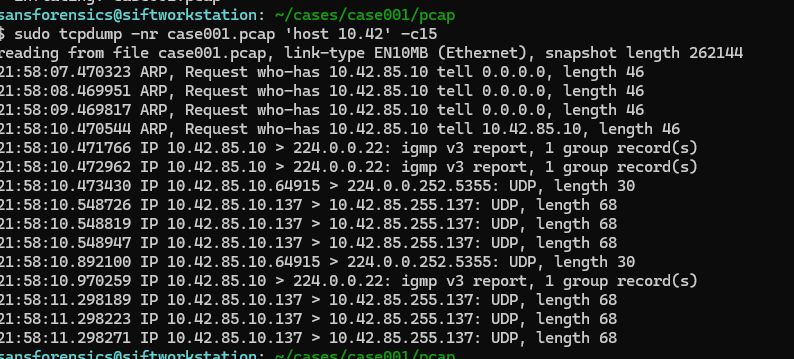 sansforensics@siftworkstation: ~/cases/case001/pcap
$ sudo tcpdump -nr case001.pcap 'host 10.42' -c15
reading from file case001.pcap, link-type EN10MB (Ethernet), snapshot length 262144
21:58:07.470323 ARP, Request who-has 10.42.85.10 tell 0.0.0.0, length 46
21:58:08.469951 ARP, Request who-has 10.42.85.10 tell 0.0.0.0, length 46
21:58:09.469817 ARP, Request who-has 10.42.85.10 tell 0.0.0.0, length 46
21:58:10.470544 ARP, Request who-has 10.42.85.10 tell 10.42.85.10, length 46
21:58:10.471766 IP 10.42.85.10 > 224.0.0.22: igmp v3 report, 1 group record(s)
21:58:10.472962 IP 10.42.85.10 > 224.0.0.22: igmp v3 report, 1 group record(s)
21:58:10.473430 IP 10.42.85.10.64915 > 224.0.0.252.5355: UDP, length 30
21:58:10.548726 IP 10.42.85.10.137 > 10.42.85.255.137: UDP, length 68
21:58:10.548819 IP 10.42.85.10.137 > 10.42.85.255.137: UDP, length 68
21:58:10.548947 IP 10.42.85.10.137 > 10.42.85.255.137: UDP, length 68
21:58:10.892100 IP 10.42.85.10.64915 > 224.0.0.252.5355: UDP, length 30
21:58:10.970259 IP 10.42.85.10 > 224.0.0.22: igmp v3 report, 1 group record(s)
21:58:11.298189 IP 10.42.85.10.137 > 10.42.85.255.137: UDP, length 68
21:58:11.298223 IP 10.42.85.10.137 > 10.42.85.255.137: UDP, length 68
21:58:11.298271 IP 10.42.85.10.137 > 10.42.85.255.137: UDP, length 68
sansforensics@siftworkstation: ~/cases/case001/pcap